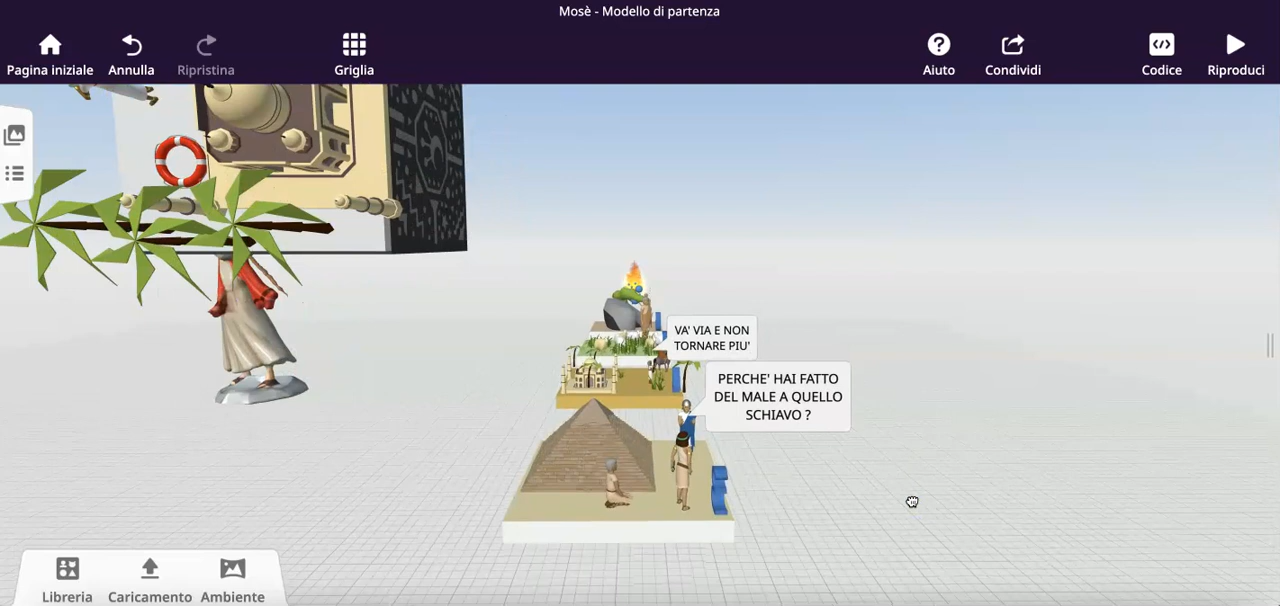 Mosè - Modello di partenza
Pagina iniziale
Annulla
Ripristina
Griglia
Aiuto
Condividi
Codice
Riproduci
VA' VIA E NON
TORNARE PIU'
PERCHE' HAI FATTO
DEL MALE A QUELLO
SCHIAVO ?
Libreria
Caricamento
Ambiente